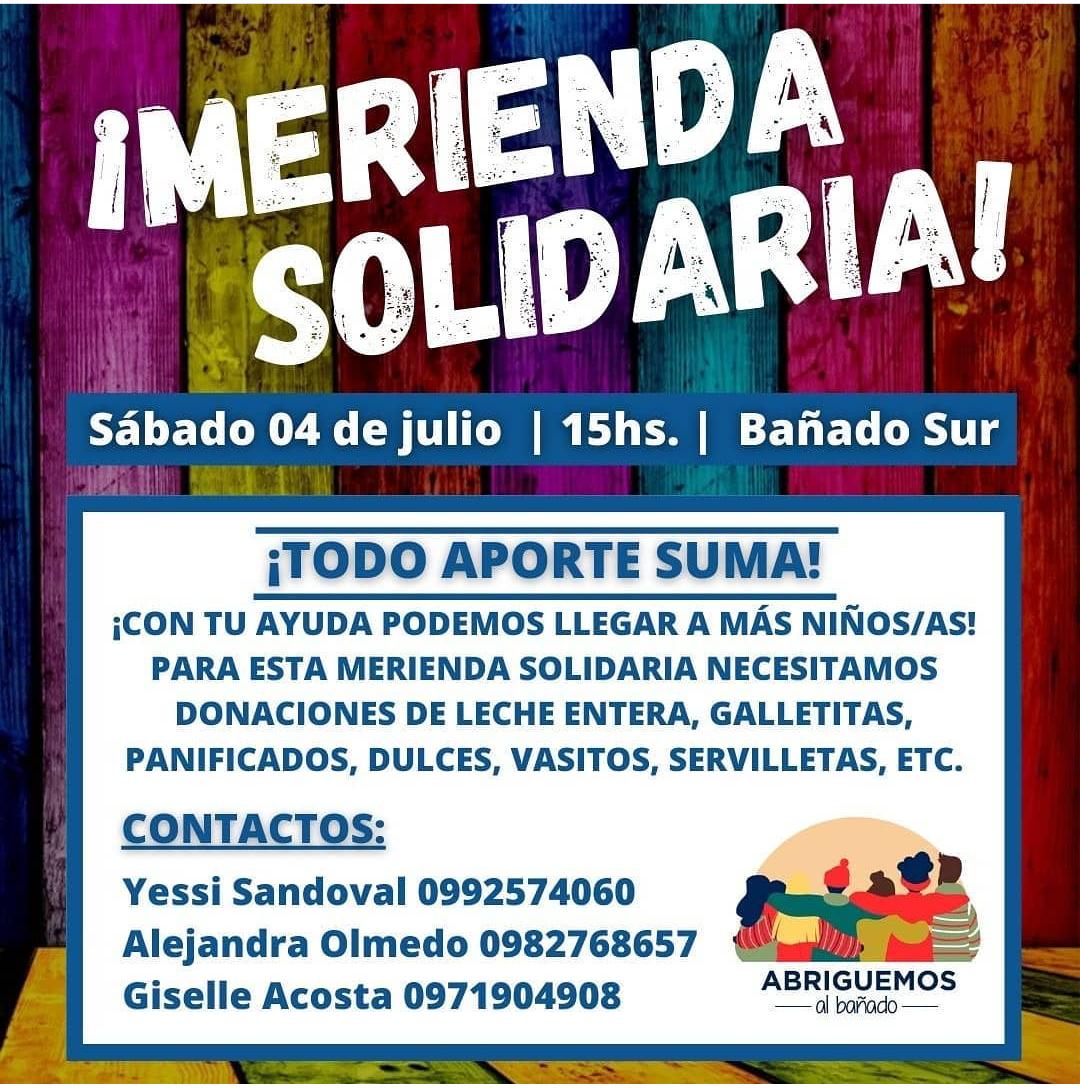 ¡MERIENDA
SOLIDARIA!
Sábado 04 de julio | 15hs. | Bañado Sur
¡TODO APORTE SUMA!
¡CON TU AYUDA PODEMOS LLEGAR A MÁS NIÑOS/AS!
PARA ESTA MERIENDA SOLIDARIA NECESITAMOS
DONACIONES DE LECHE ENTERA, GALLETITAS,
PANIFICADOS, DULCES, VASITOS, SERVILLETAS, ETC.
CONTACTOS:
Yessi Sandoval 0992574060
Alejandra Olmedo 0982768657
Giselle Acosta 0971904908
ABRIGUEMOS
al bañado